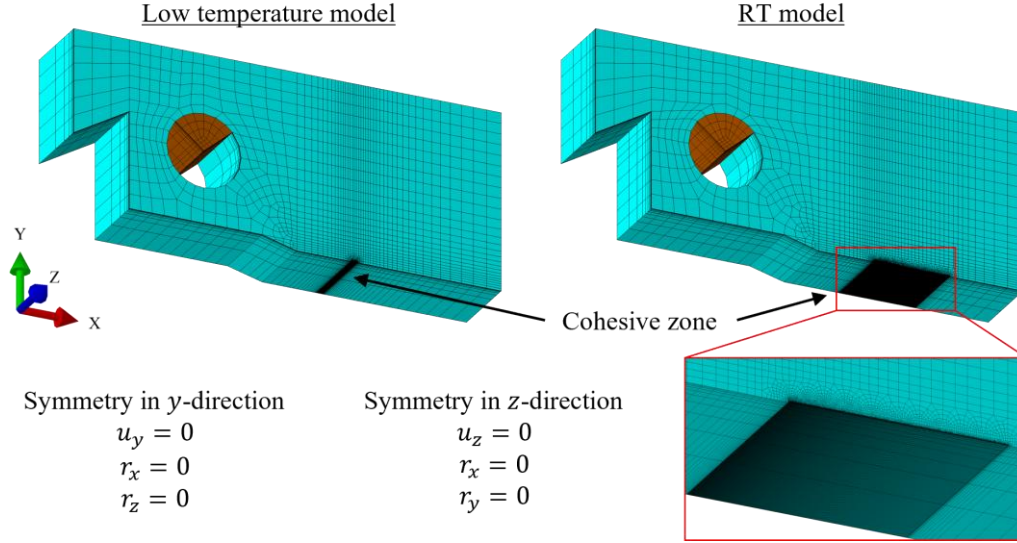 Low temperature model
RT model
Y
Z
X
Cohesive zone
Symmetry in y-direction
u_y = 0
r_x = 0
r_z = 0
Symmetry in z-direction
u_z = 0
r_x = 0
r_y = 0